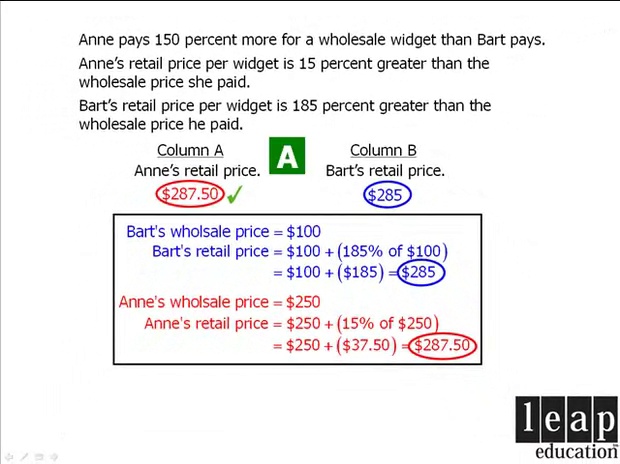 Anne pays 150 percent more for a wholesale widget than Bart pays.
Anne's retail price per widget is 15 percent greater than the
wholesale price she paid.
Bart's retail price per widget is 185 percent greater than the
wholesale price he paid.
Column A A Column B
Anne's retail price. Bart's retail price.
$287.50 ✓ $285
Bart's wholsale price = $100
Bart's retail price = $100 + (185% of $100)
= $100 + ($185) = $285
Anne's wholsale price = $250
Anne's retail price = $250 + (15% of $250)
= $250 + ($37.50) = $287.50
leap
education